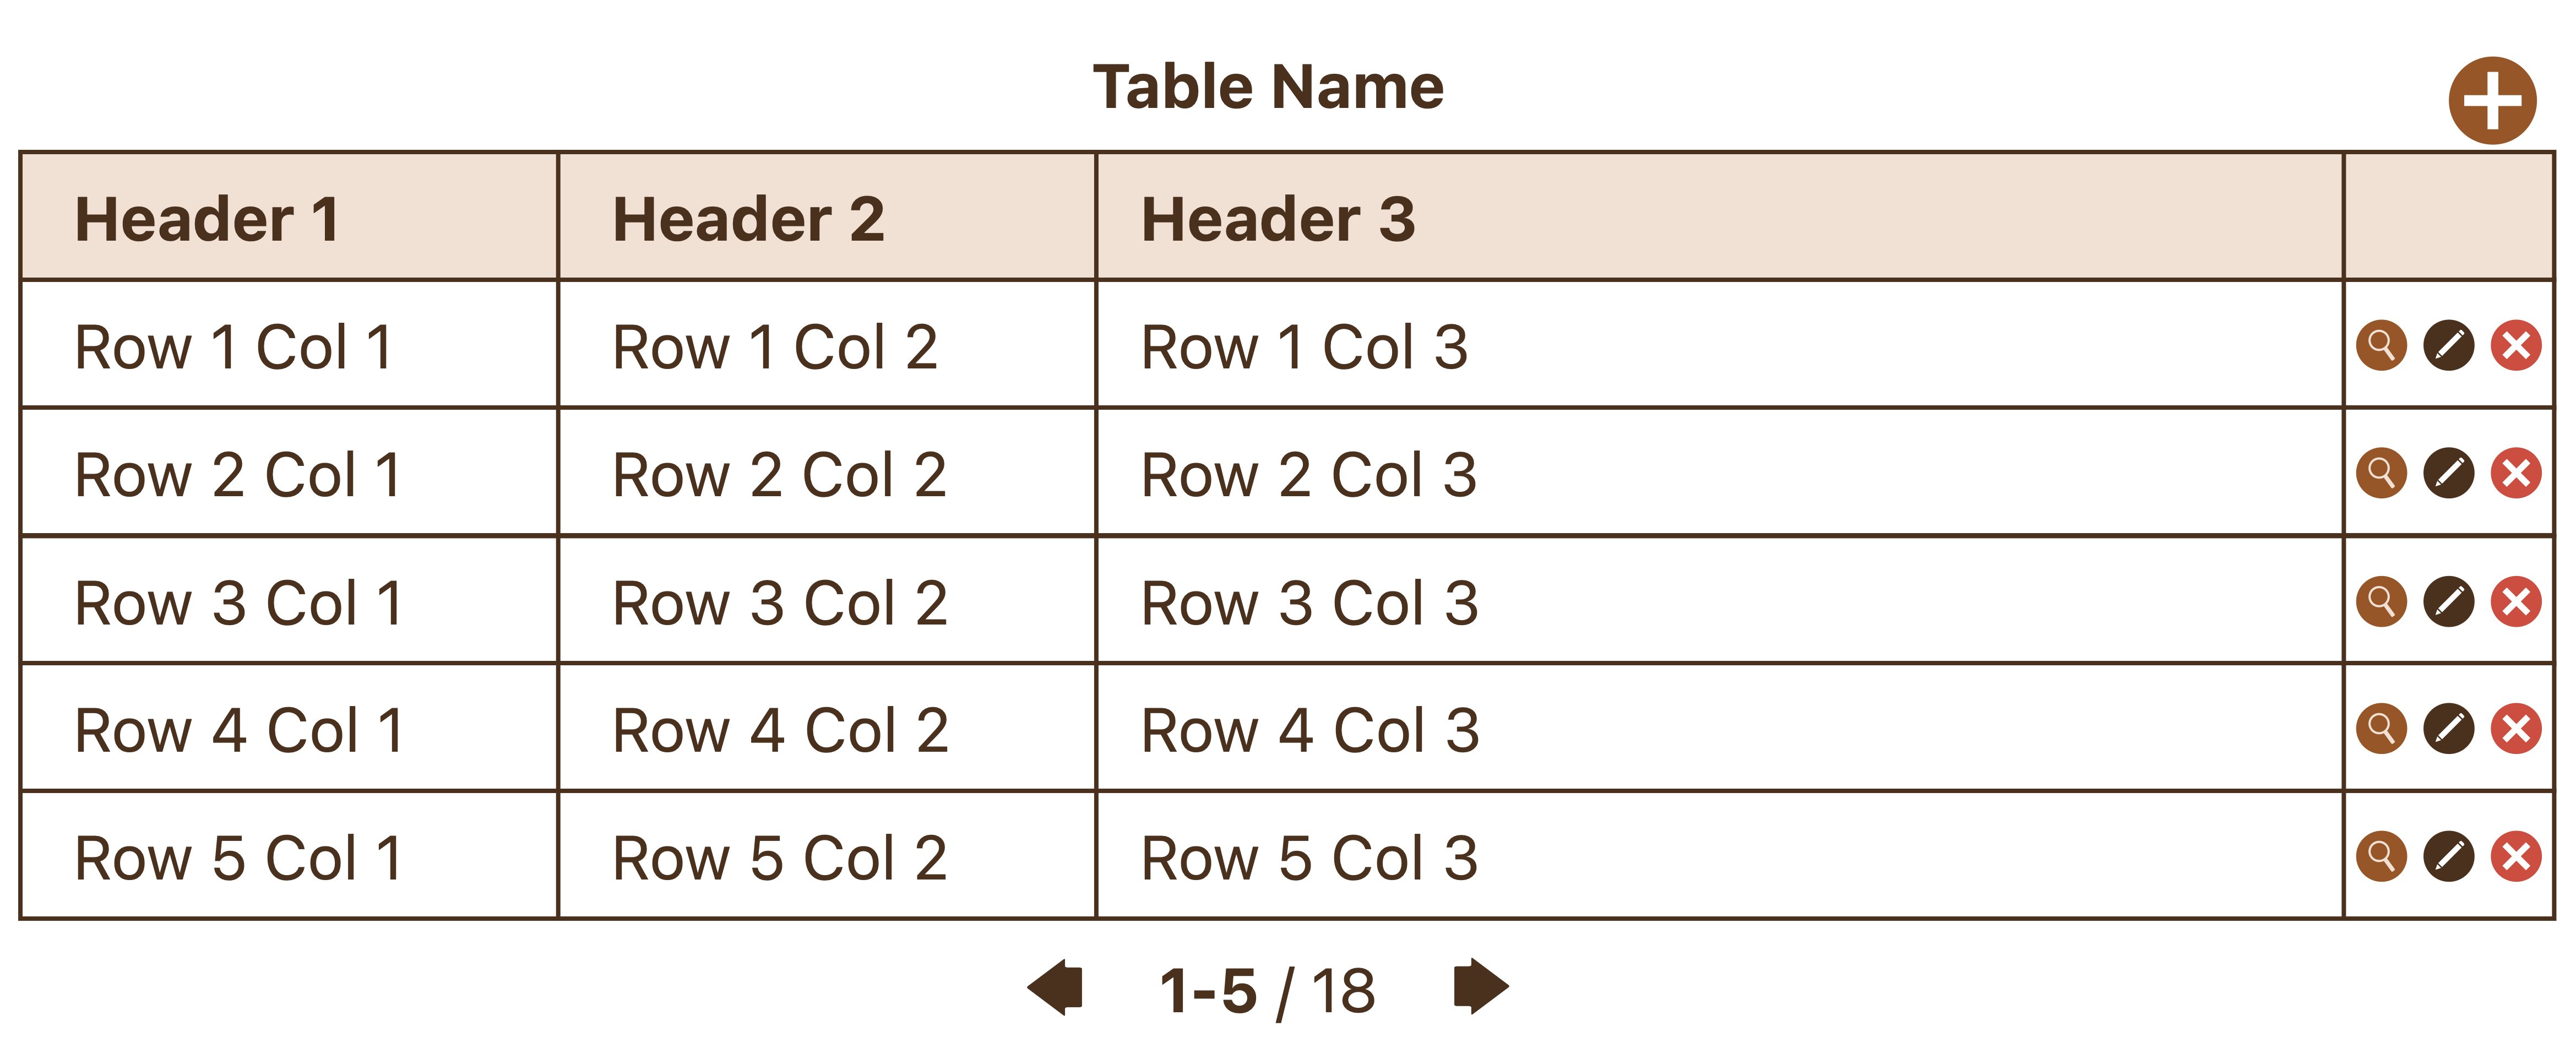 Table Name
Header 1 Header 2 Header 3
Row 1 Col 1 Row 1 Col 2 Row 1 Col 3
Row 2 Col 1 Row 2 Col 2 Row 2 Col 3
Row 3 Col 1 Row 3 Col 2 Row 3 Col 3
Row 4 Col 1 Row 4 Col 2 Row 4 Col 3
Row 5 Col 1 Row 5 Col 2 Row 5 Col 3
1-5 / 18